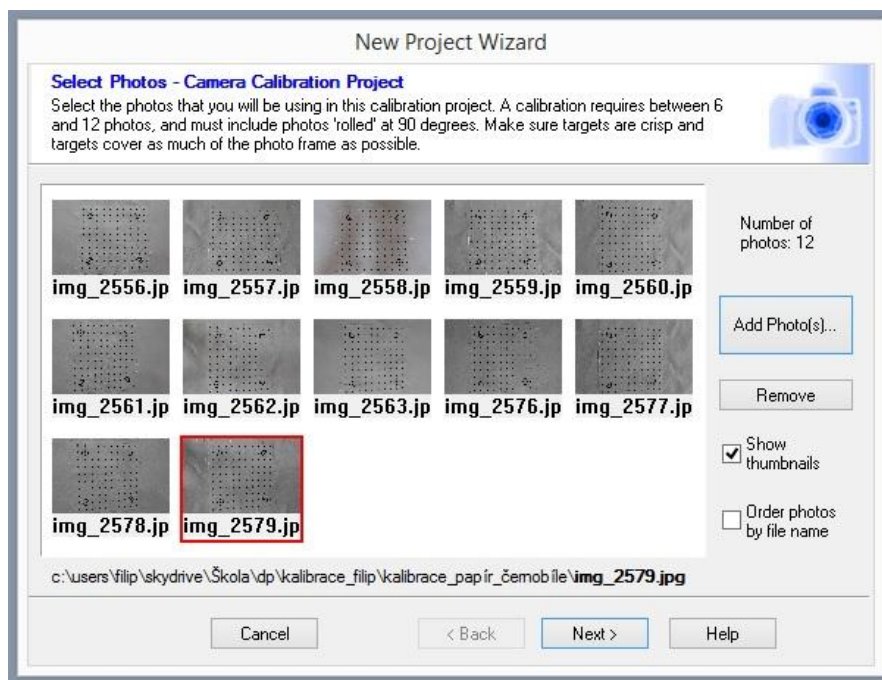 New Project Wizard
Select Photos - Camera Calibration Project
Select the photos that you will be using in this calibration project. A calibration requires between 6
and 12 photos, and must include photos 'rolled' at 90 degrees. Make sure targets are crisp and
targets cover as much of the photo frame as possible.
img_2556.jp img_2557.jp img_2558.jp img_2559.jp img_2560.jp
Number of
photos: 12
Add Photo(s)...
img_2561.jp img_2562.jp img_2563.jp img_2576.jp img_2577.jp
Remove
Show
thumbnails
img_2578.jp img_2579.jp
Order photos
by file name
c:\users\filip\skydrive\Škola\dp\kalibrace_filip\kalibrace_papír_černobíle\img_2579.jpg
Cancel < Back Next > Help